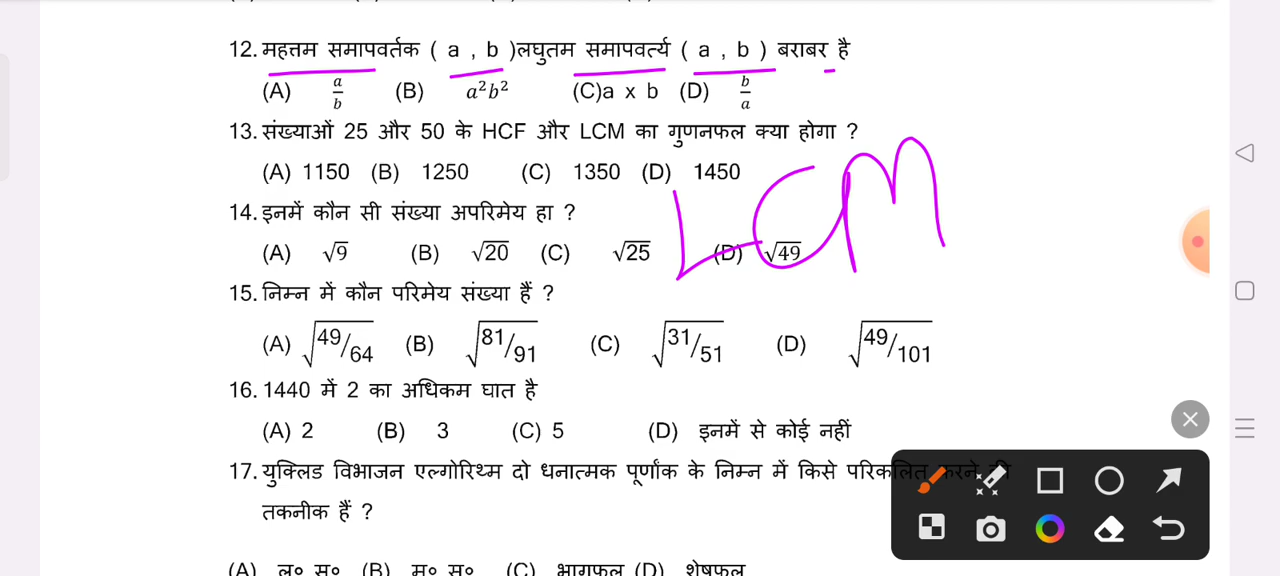 12. महत्तम समापवर्तक ( a , b )लघुतम समापवर्त्य ( a , b ) बराबर है
(A) a/b (B) a²b² (C)a x b (D) b/a
13. संख्याओं 25 और 50 के HCF और LCM का गुणनफल क्या होगा ?
(A) 1150 (B) 1250 (C) 1350 (D) 1450
LCM
14. इनमें कौन सी संख्या अपरिमेय हा ?
(A) √9 (B) √20 (C) √25 (D) √49
15. निम्न में कौन परिमेय संख्या हैं ?
(A) √49/64 (B) √81/91 (C) √31/51 (D) √49/101
16. 1440 में 2 का अधिकम घात है
(A) 2 (B) 3 (C) 5 (D) इनमें से कोई नहीं
17. युक्लिड विभाजन एल्गोरिथ्म दो धनात्मक पूर्णांक के निम्न में किसे परिकलित करने की
तकनीक हैं ?
(A) ल० स० (B) म० स० (C) भागफल (D) शेषफल